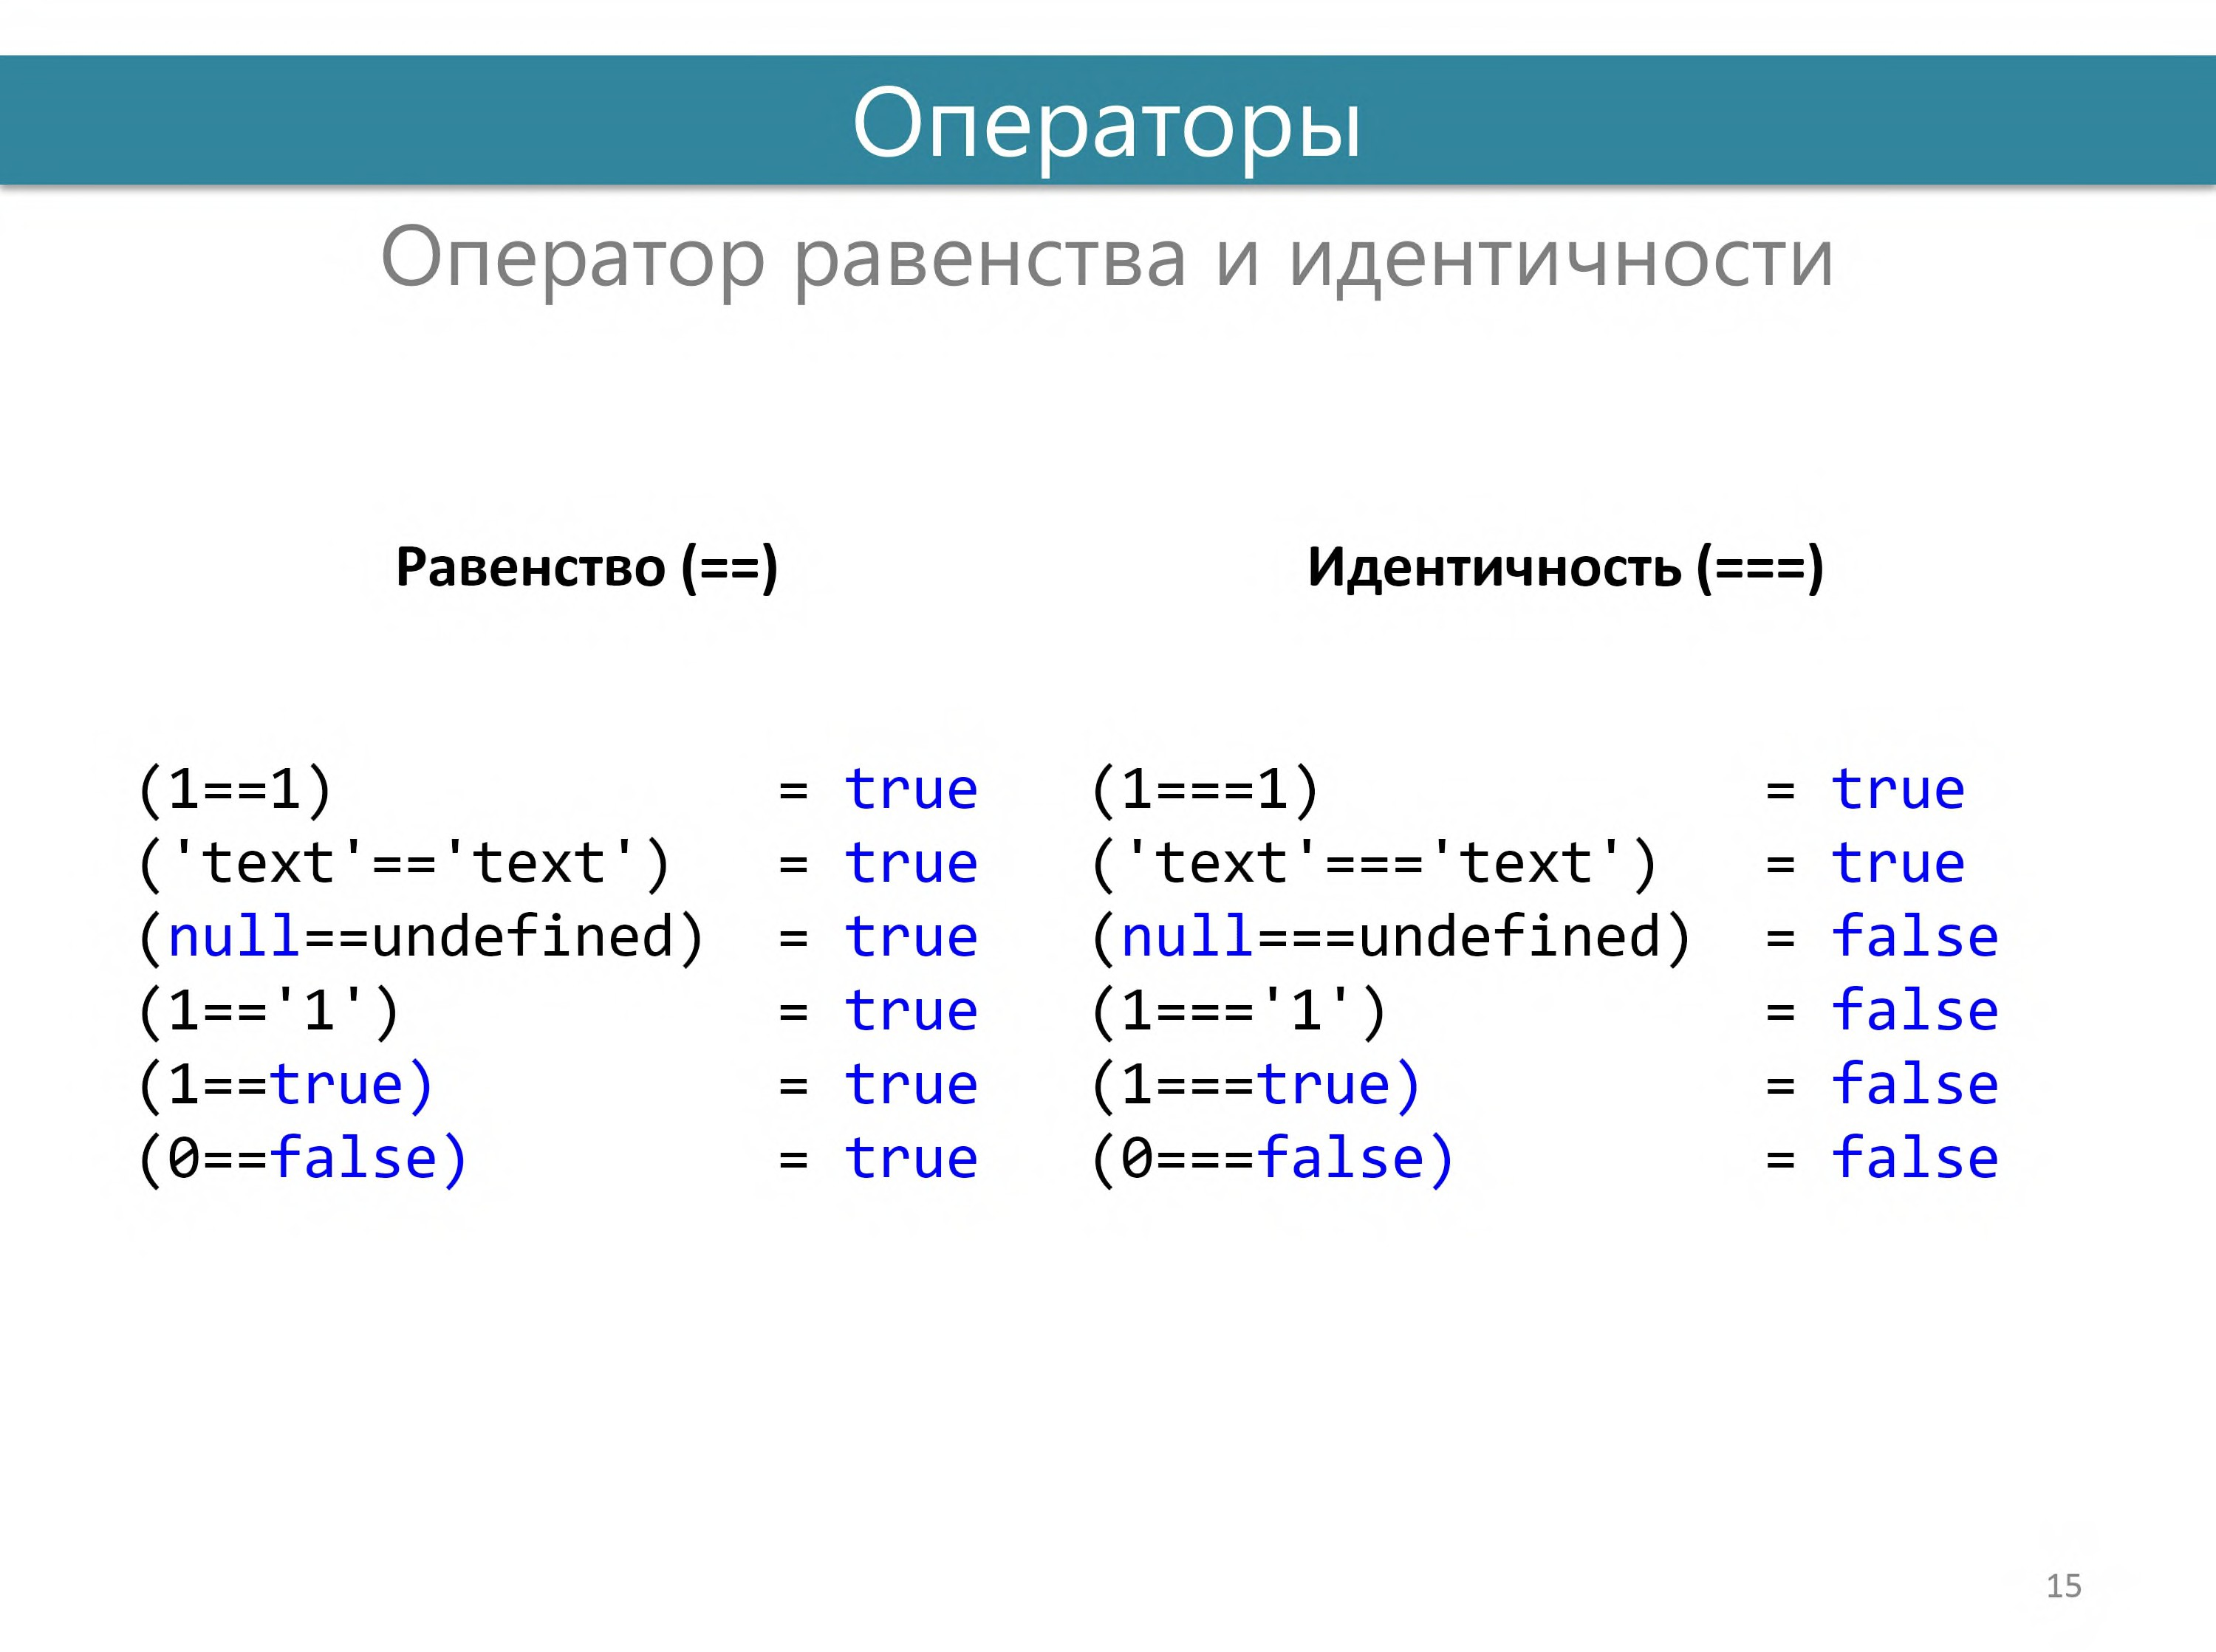 Операторы
Оператор равенства и идентичности
Равенство (==)
(1==1) = true
('text'=='text') = true
(null==undefined) = true
(1=='1') = true
(1==true) = true
(0==false) = true
Идентичность (===)
(1===1) = true
('text'==='text') = true
(null===undefined) = false
(1==='1') = false
(1===true) = false
(0===false) = false
15